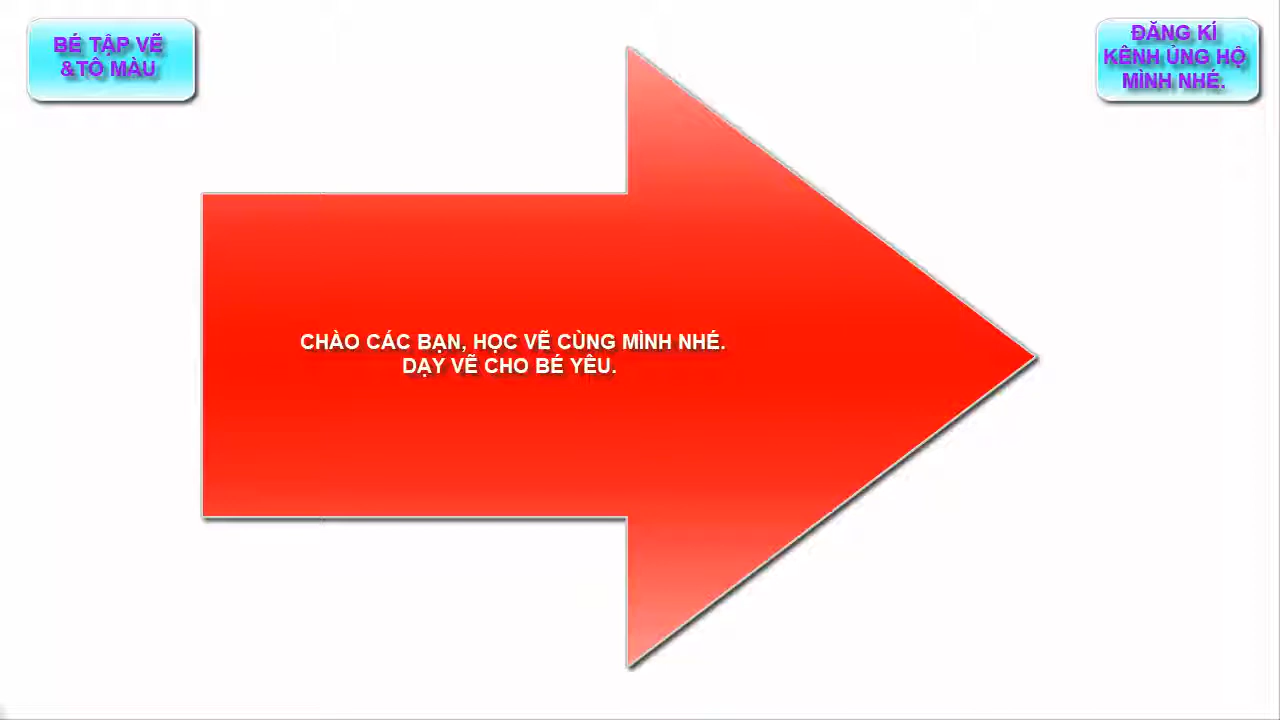 BÉ TẬP VẼ
&TÔ MÀU
ĐĂNG KÍ
KÊNH ỦNG HỘ
MÌNH NHÉ.
CHÀO CÁC BẠN, HỌC VẼ CÙNG MÌNH NHÉ.
DẠY VẼ CHO BÉ YÊU.